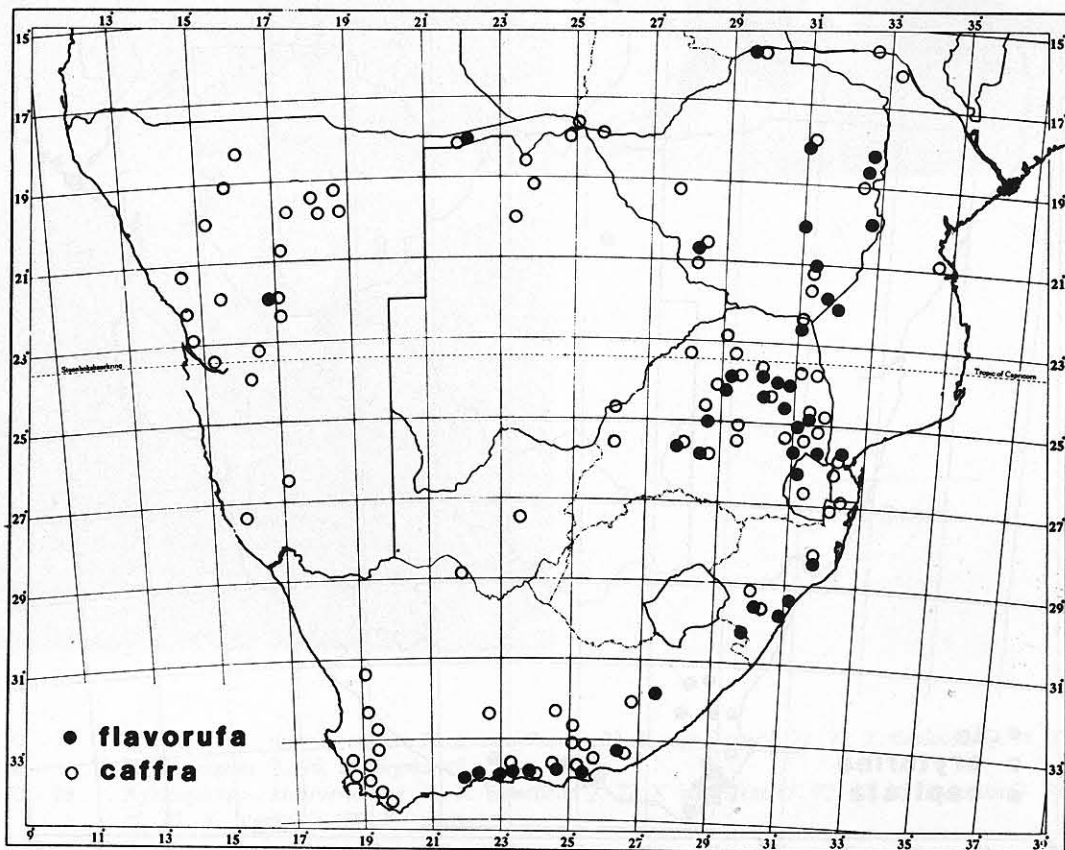 13 15 17 19 21 23 25 27 29 31 33 35
15° 15°
17° 17°
19° 19°
21° 21°
23° 23°
Tropic of Capricorn
25° 25°
27° 27°
29° 29°
31° 31°
● flavorufa
○ caffra
33° 33°
9° 13 15 17 19 21 23 25 27 29 31 33 35 37 39°